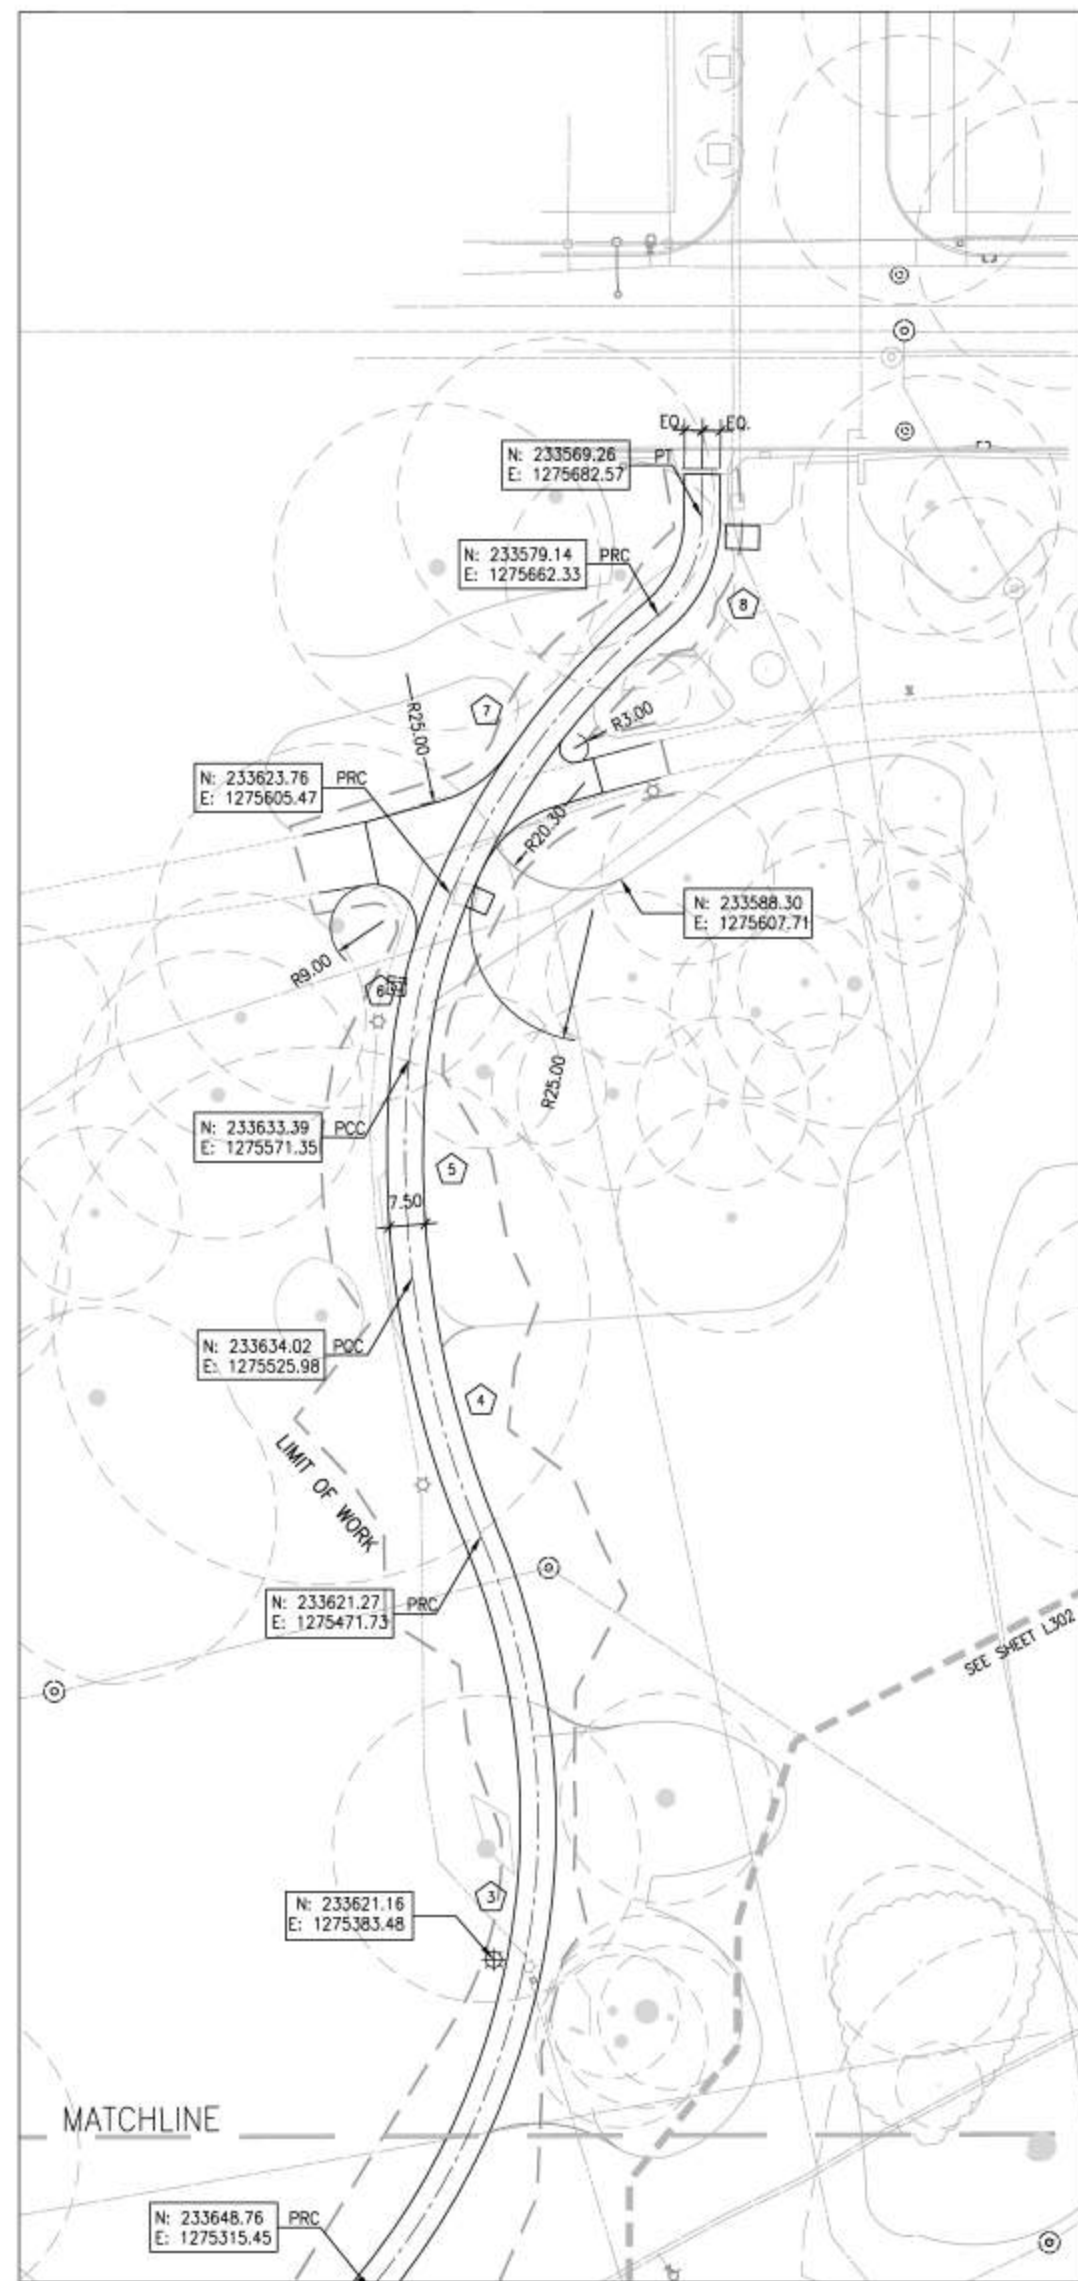 EQ. EQ.
N: 233569.26
E: 1275682.57
PT
N: 233579.14
E: 1275662.33
PRC
8
R25.00
7
R3.00
N: 233623.76
E: 1275605.47
PRC
R20.30
N: 233588.30
E: 1275607.71
R9.00
6
R25.00
N: 233633.39
E: 1275571.35
PCC
5
7.50
N: 233634.02
E: 1275525.98
PCC
4
LIMIT OF WORK
N: 233621.27
E: 1275471.73
PRC
SEE SHEET L302
3
N: 233621.16
E: 1275383.48
MATCHLINE
N: 233648.76
E: 1275315.45
PRC